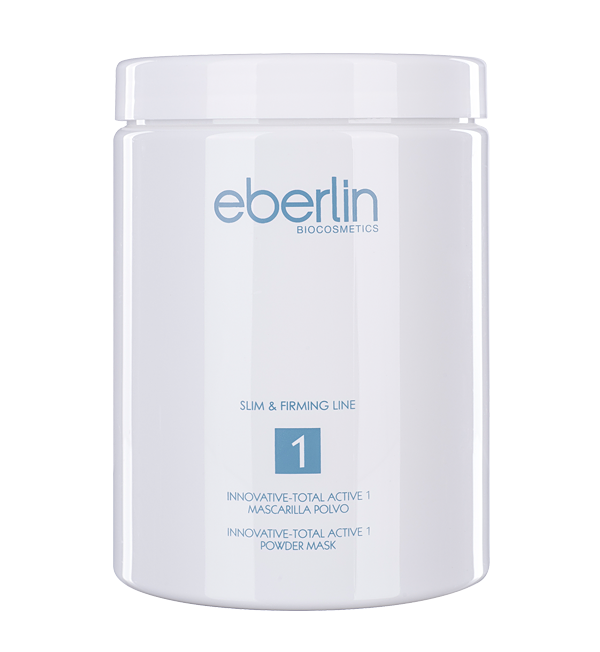 eberlin
BIOCOSMETICS
SLIM & FIRMING LINE
1
INNOVATIVE-TOTAL ACTIVE 1
MASCARILLA POLVO
INNOVATIVE-TOTAL ACTIVE 1
POWDER MASK